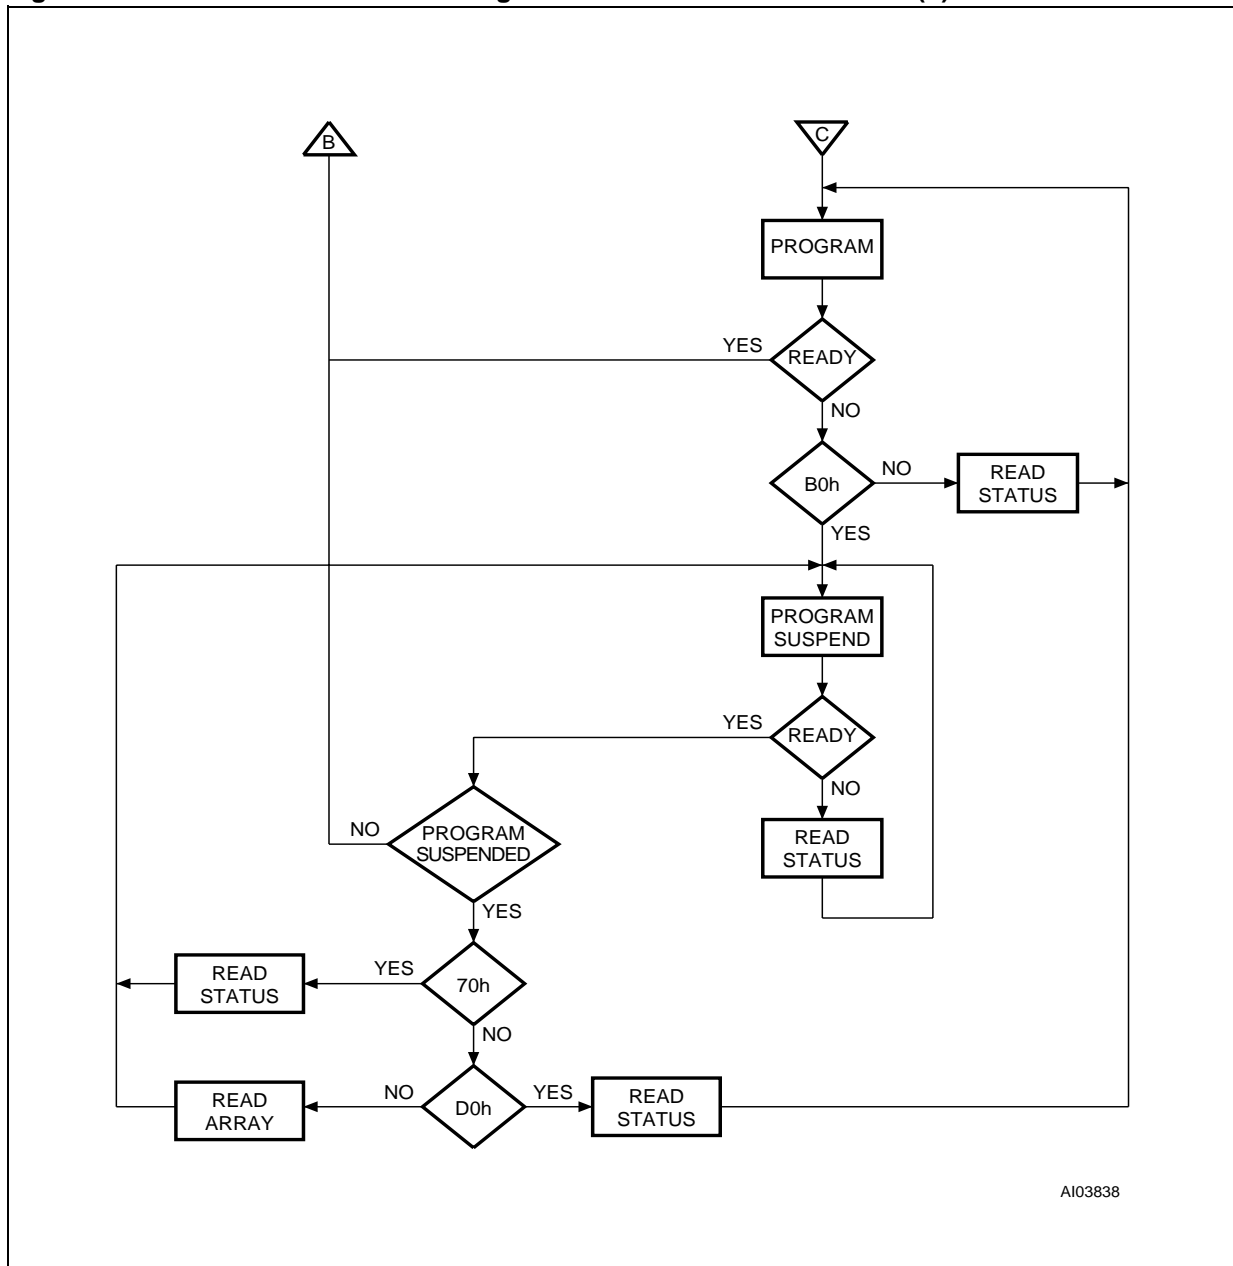 B
C
PROGRAM
YES
READY
NO
B0h
NO
READ
STATUS
YES
PROGRAM
SUSPEND
YES
READY
NO
NO
PROGRAM
SUSPENDED
READ
STATUS
YES
READ
STATUS
YES
70h
NO
READ
ARRAY
NO
D0h
YES
READ
STATUS
AI03838